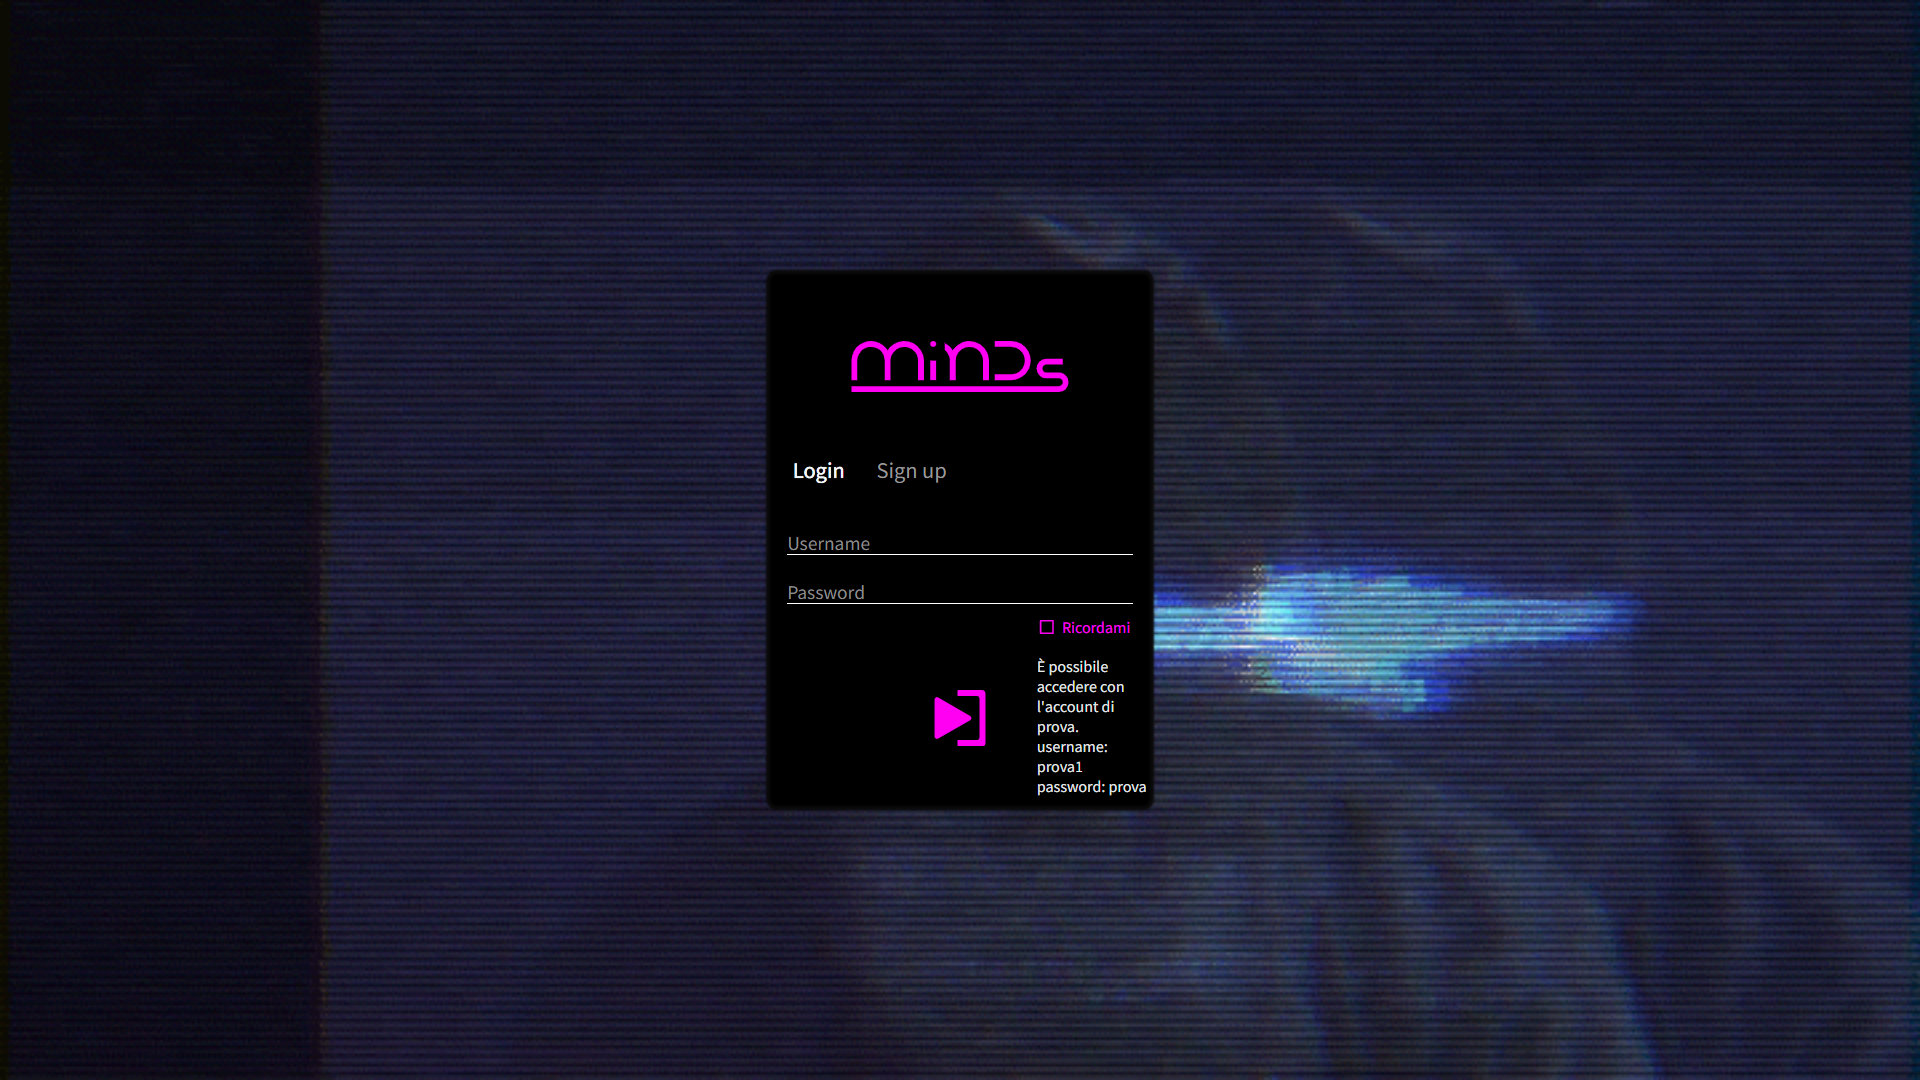 minDs
Login
Sign up
Username
Password
Ricordami
È possibile
accedere con
l'account di
prova.
username:
prova1
password: prova